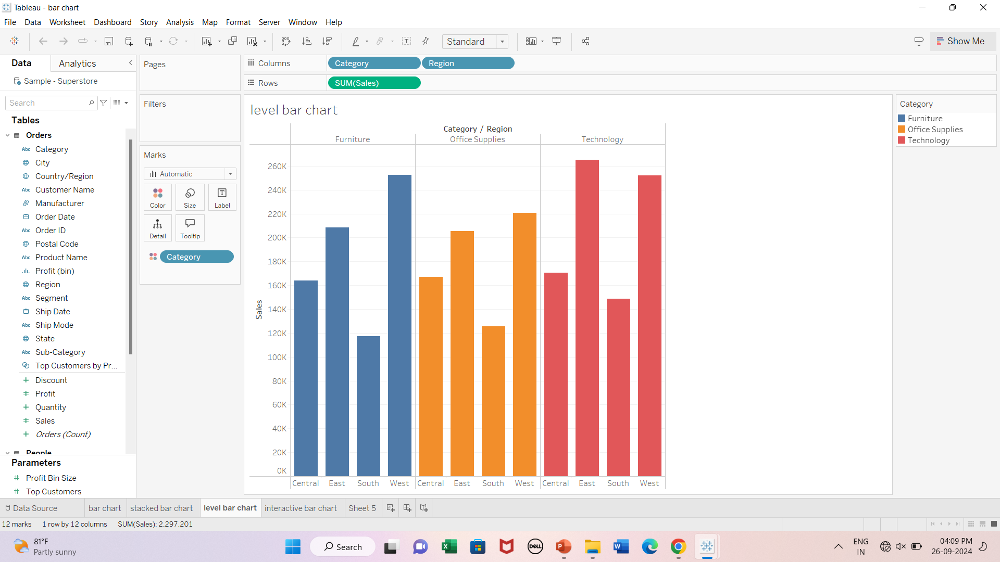 Tableau - bar chart
File Data Worksheet Dashboard Story Analysis Map Format Server Window Help
Standard
Show Me
Data Analytics
Sample - Superstore
Search
Tables
Orders
Abc Category
City
Country/Region
Abc Customer Name
Manufacturer
Order Date
Abc Order ID
Postal Code
Abc Product Name
Profit (bin)
Region
Abc Segment
Ship Date
Abc Ship Mode
State
Abc Sub-Category
Top Customers by Pr...
# Discount
# Profit
# Quantity
# Sales
# Orders (Count)
People
Parameters
# Profit Bin Size
# Top Customers
Pages
Filters
Marks
Automatic
Color Size Label
Detail Tooltip
Category
Columns Category Region
Rows SUM(Sales)
level bar chart
Category / Region
Furniture Office Supplies Technology
Sales
260K
240K
220K
200K
180K
160K
140K
120K
100K
80K
60K
40K
20K
0K
Central East South West Central East South West Central East South West
Category
Furniture
Office Supplies
Technology
Data Source bar chart stacked bar chart level bar chart interactive bar chart Sheet 5
12 marks 1 row by 12 columns SUM(Sales): 2,297,201
81°F
Partly sunny
Search
DELL
ENG
IN
04:09 PM
26-09-2024